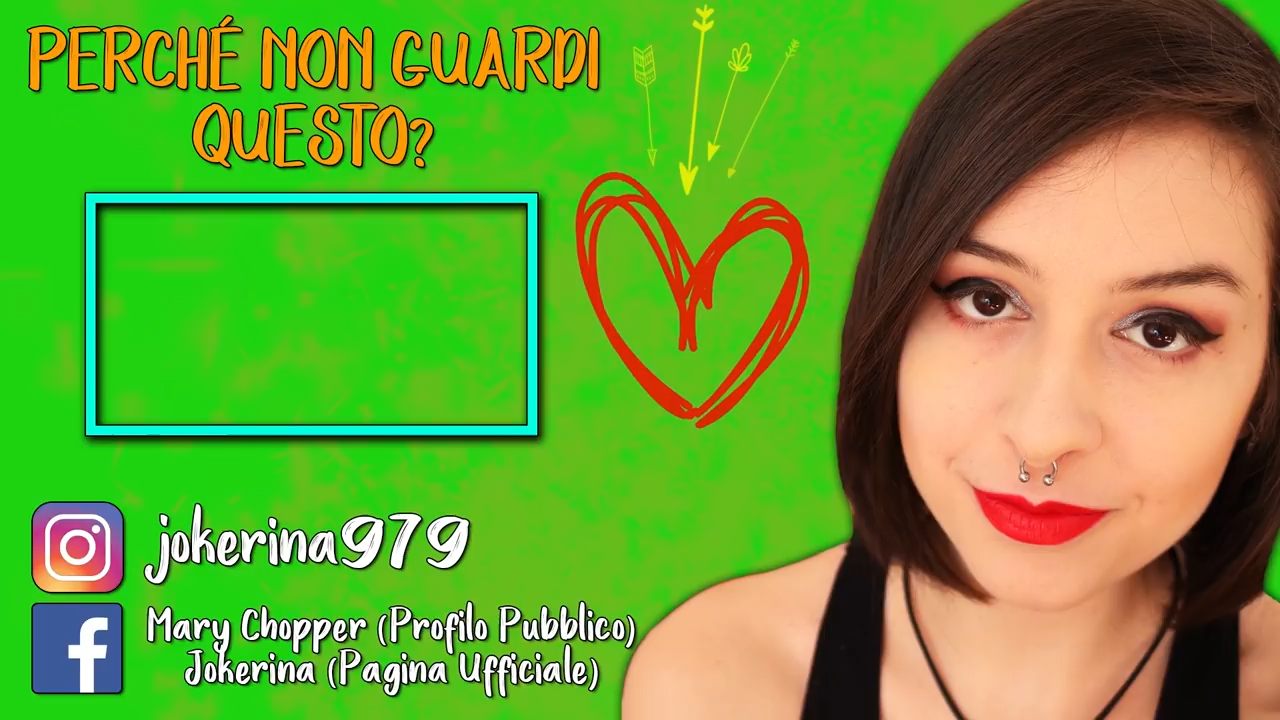 PERCHÉ NON GUARDI
QUESTO?
jokerina979
Mary Chopper (Profilo Pubblico)
Jokerina (Pagina Ufficiale)